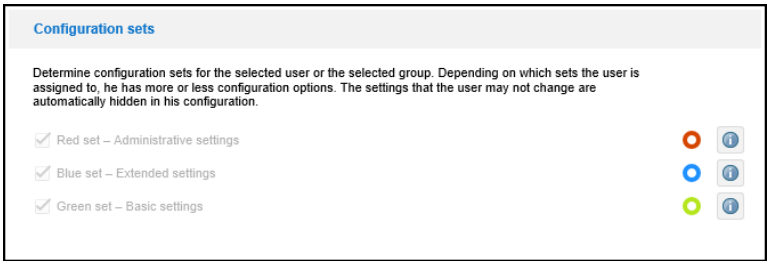 Configuration sets
Determine configuration sets for the selected user or the selected group. Depending on which sets the user is
assigned to, he has more or less configuration options. The settings that the user may not change are
automatically hidden in his configuration.
Red set – Administrative settings
Blue set – Extended settings
Green set – Basic settings